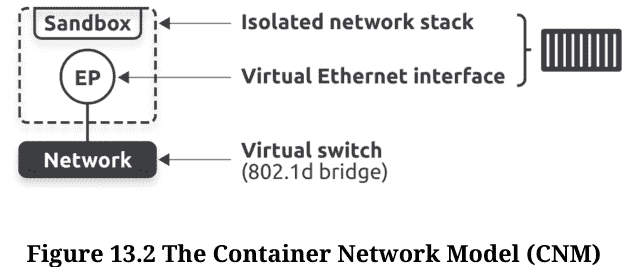 Sandbox
Isolated network stack
EP
Virtual Ethernet interface
Network
Virtual switch
(802.1d bridge)
Figure 13.2 The Container Network Model (CNM)